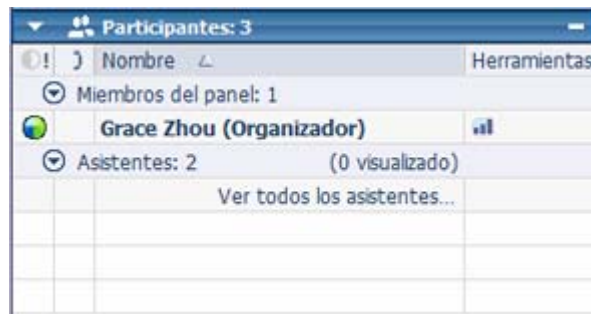 Participantes: 3
! Nombre Herramientas
Miembros del panel: 1
Grace Zhou (Organizador)
Asistentes: 2 (0 visualizado)
Ver todos los asistentes...